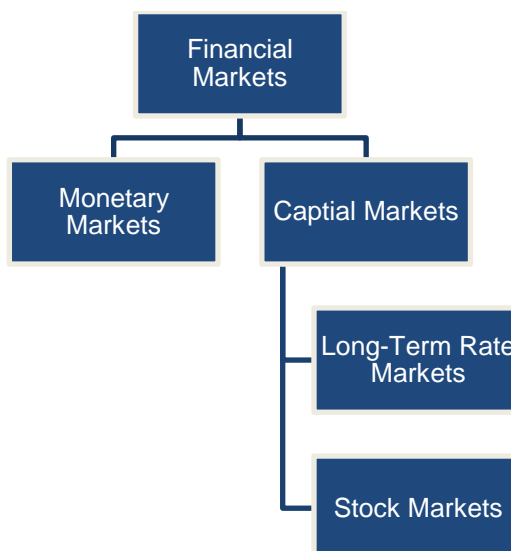 Financial
Markets
Monetary
Markets
Captial Markets
Long-Term Rate
Markets
Stock Markets